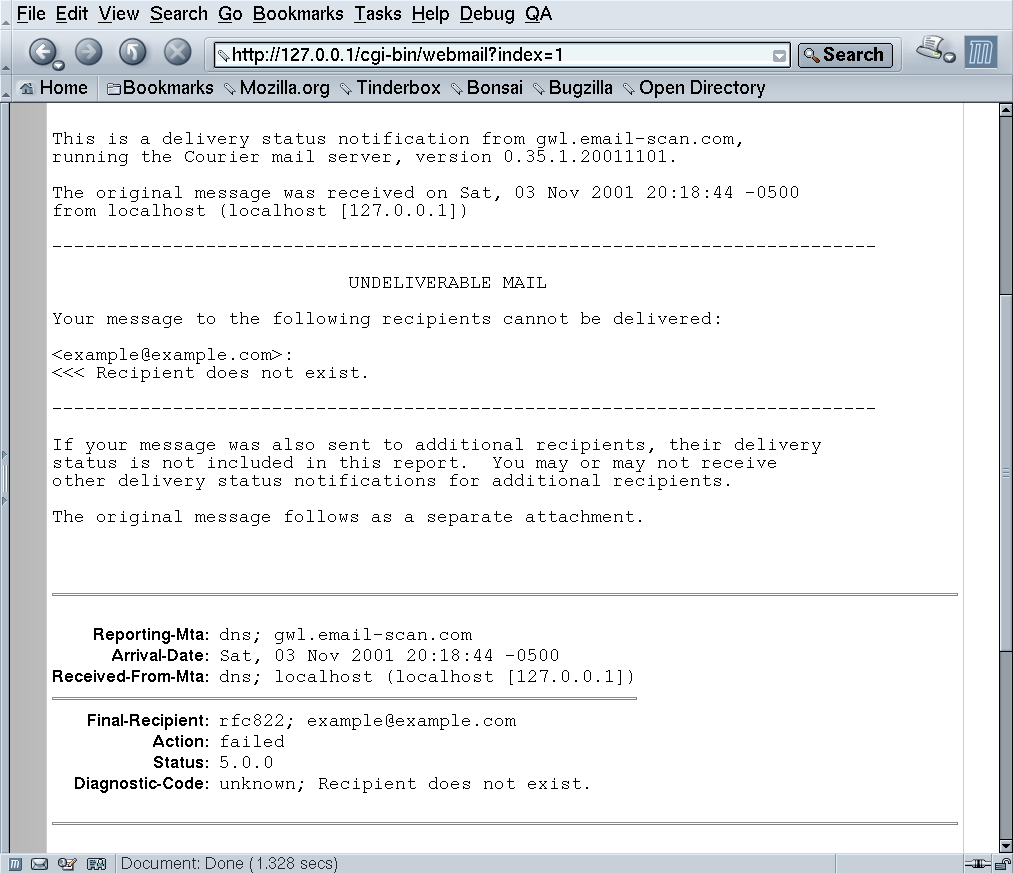 File Edit View Search Go Bookmarks Tasks Help Debug QA
http://127.0.0.1/cgi-bin/webmail?index=1 Search
Home Bookmarks Mozilla.org Tinderbox Bonsai Bugzilla Open Directory
This is a delivery status notification from gwl.email-scan.com,
running the Courier mail server, version 0.35.1.20011101.
The original message was received on Sat, 03 Nov 2001 20:18:44 -0500
from localhost (localhost [127.0.0.1])
---------------------------------------------------------------------------
UNDELIVERABLE MAIL
Your message to the following recipients cannot be delivered:
<example@example.com>:
<<< Recipient does not exist.
---------------------------------------------------------------------------
If your message was also sent to additional recipients, their delivery
status is not included in this report.  You may or may not receive
other delivery status notifications for additional recipients.
The original message follows as a separate attachment.
Reporting-Mta: dns; gwl.email-scan.com
Arrival-Date: Sat, 03 Nov 2001 20:18:44 -0500
Received-From-Mta: dns; localhost (localhost [127.0.0.1])
Final-Recipient: rfc822; example@example.com
Action: failed
Status: 5.0.0
Diagnostic-Code: unknown; Recipient does not exist.
Document: Done (1.328 secs)